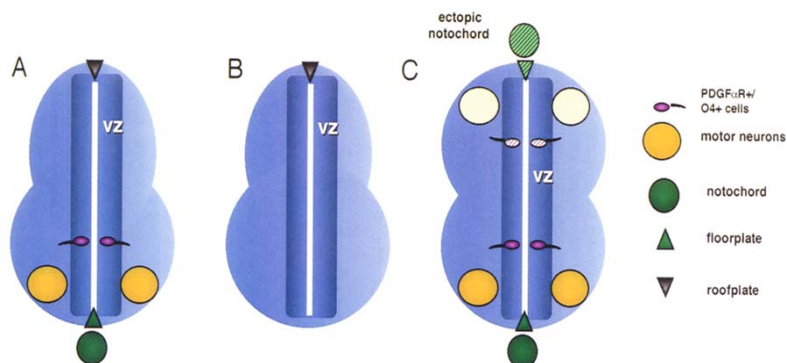 A
B
C
ectopic
notochord
VZ
VZ
VZ
PDGFαR+/
O4+ cells
motor neurons
notochord
floorplate
roofplate